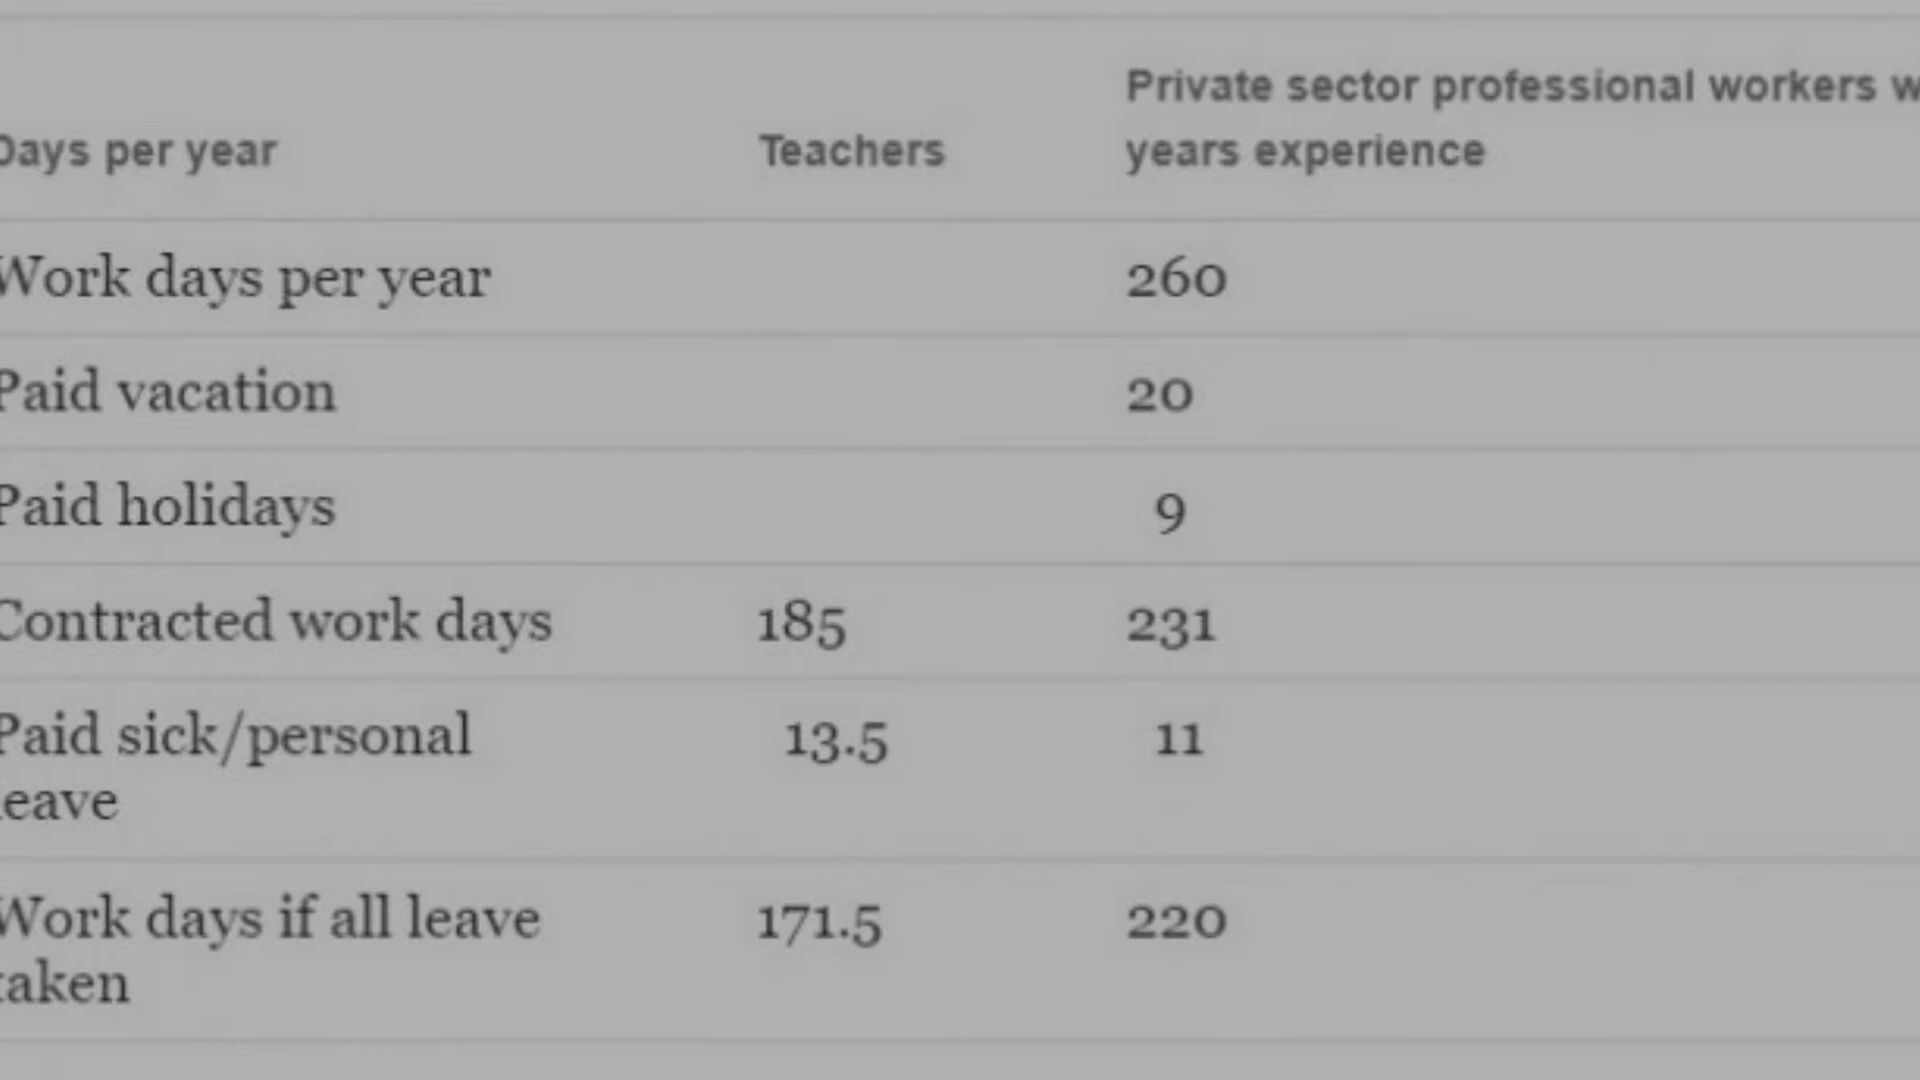 Private sector professional workers
Days per year Teachers years experience
Work days per year 260
Paid vacation 20
Paid holidays 9
Contracted work days 185 231
Paid sick/personal 13.5 11
leave
Work days if all leave 171.5 220
taken